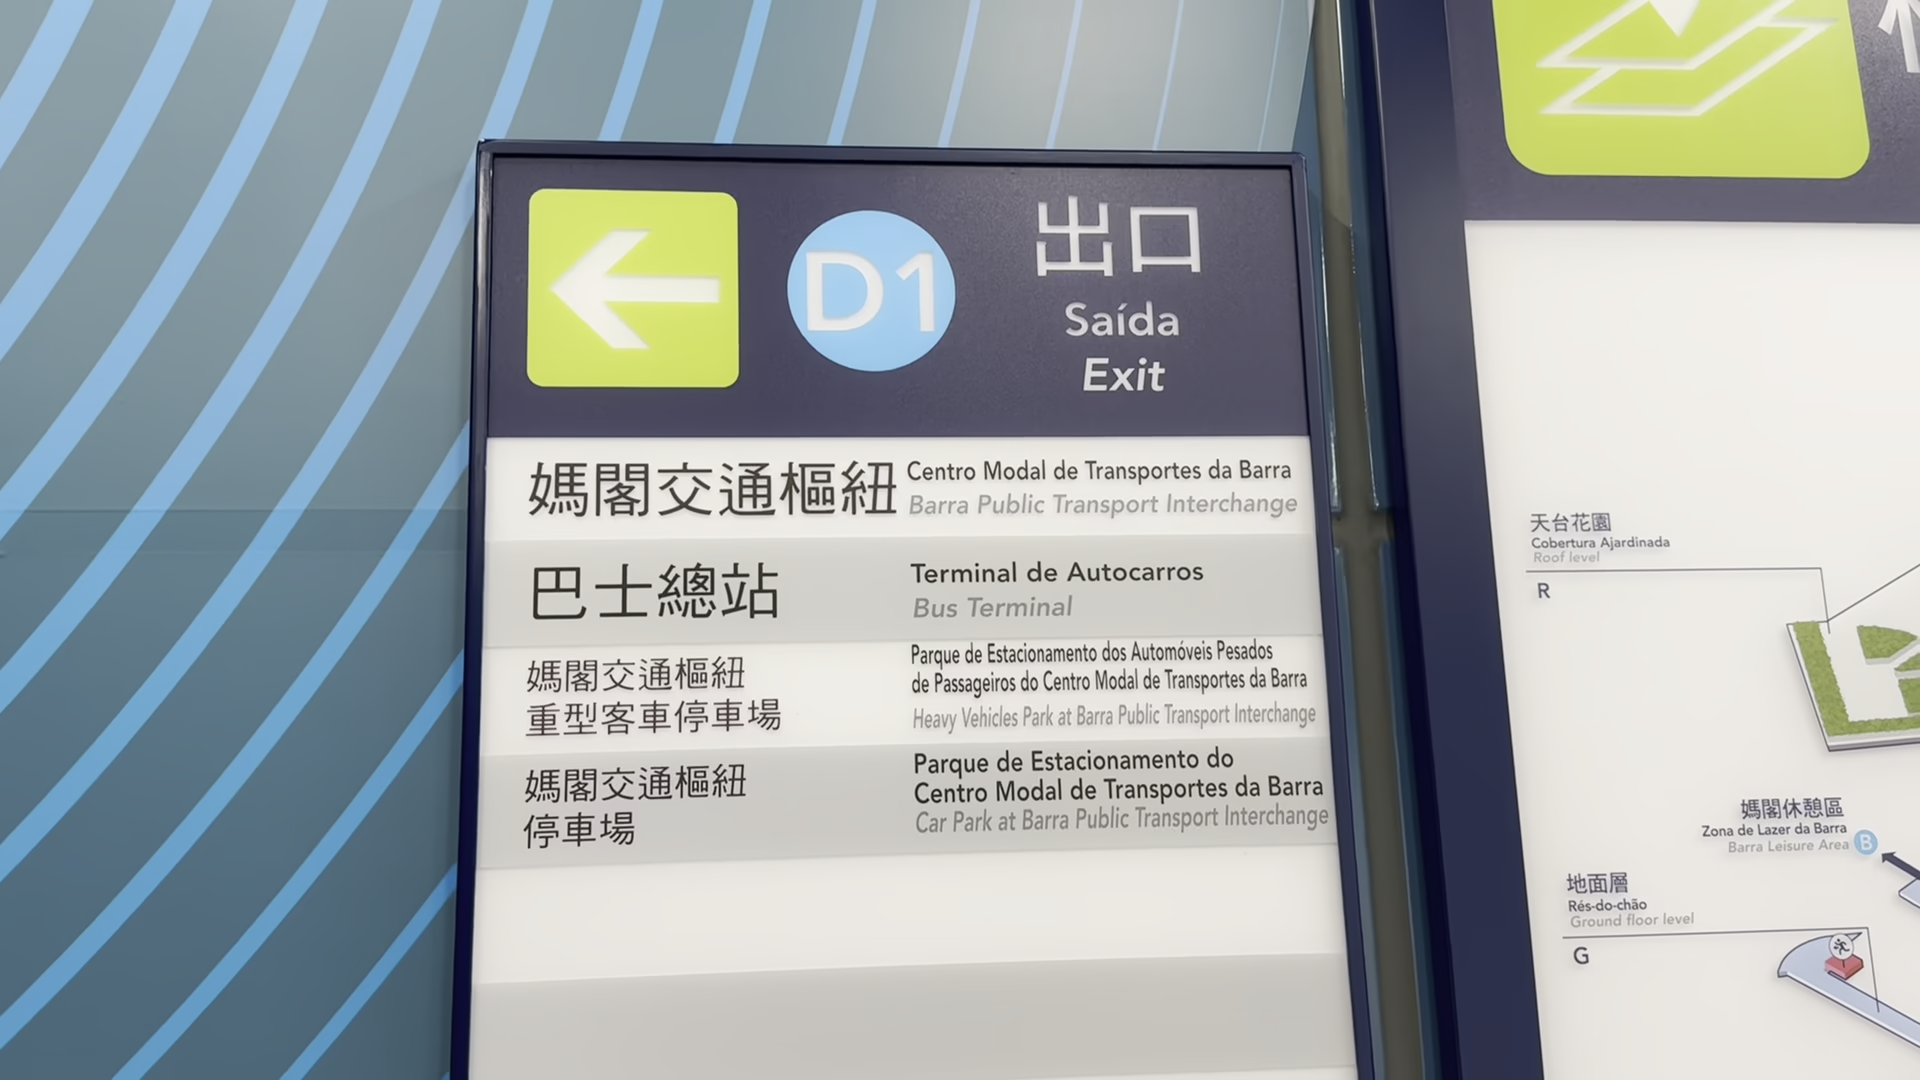 D1
出口
Saída
Exit
媽閣交通樞紐
Centro Modal de Transportes da Barra
Barra Public Transport Interchange
巴士總站
Terminal de Autocarros
Bus Terminal
媽閣交通樞紐
重型客車停車場
Parque de Estacionamento dos Automóveis Pesados
de Passageiros do Centro Modal de Transportes da Barra
Heavy Vehicles Park at Barra Public Transport Interchange
媽閣交通樞紐
停車場
Parque de Estacionamento do
Centro Modal de Transportes da Barra
Car Park at Barra Public Transport Interchange
天台花園
Cobertura Ajardinada
Roof level
R
媽閣休憩區
Zona de Lazer da Barra
Barra Leisure Area B
地面層
Rés-do-chão
Ground floor level
G